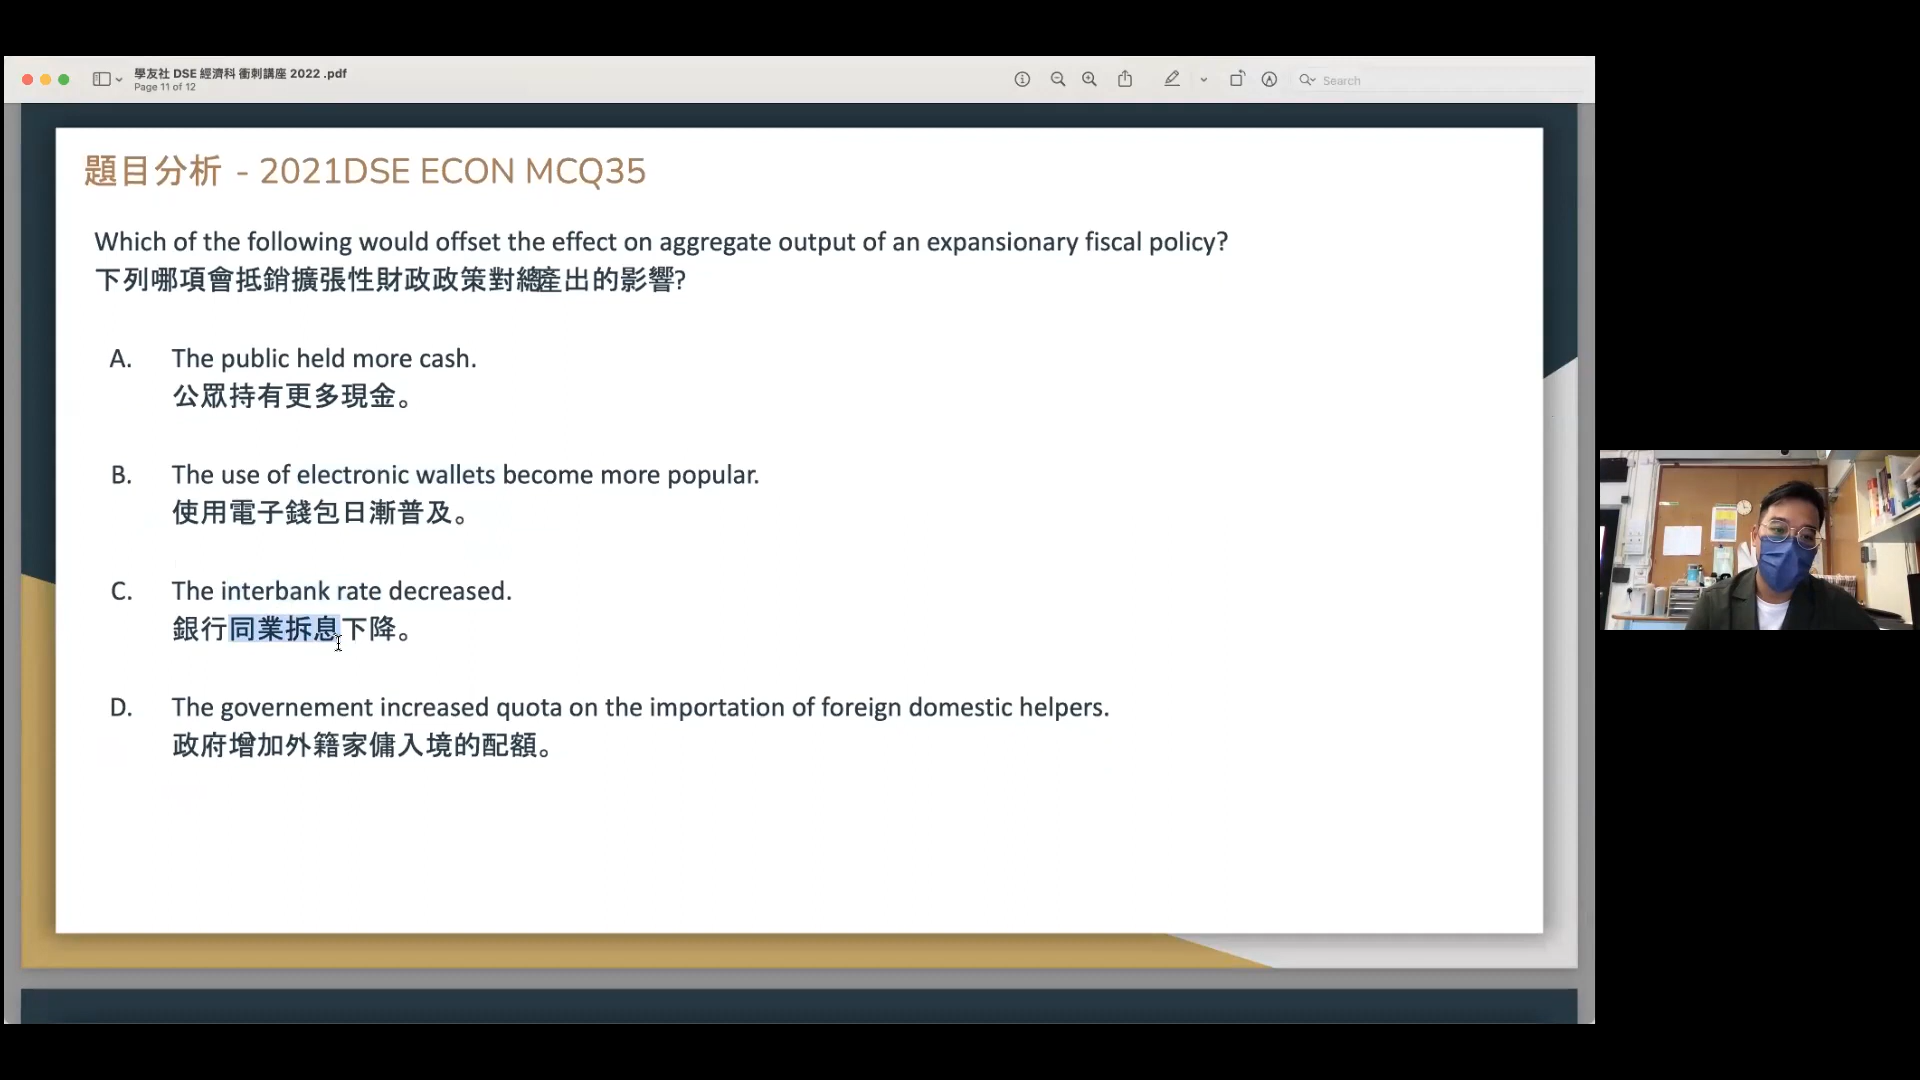 學友社 DSE 經濟科 衝刺講座 2022 .pdf
Page 11 of 12
Search
題目分析 - 2021DSE ECON MCQ35
Which of the following would offset the effect on aggregate output of an expansionary fiscal policy?
下列哪項會抵銷擴張性財政政策對總產出的影響?
A. The public held more cash.
公眾持有更多現金。
B. The use of electronic wallets become more popular.
使用電子錢包日漸普及。
C. The interbank rate decreased.
銀行同業拆息下降。
D. The governement increased quota on the importation of foreign domestic helpers.
政府增加外籍家傭入境的配額。